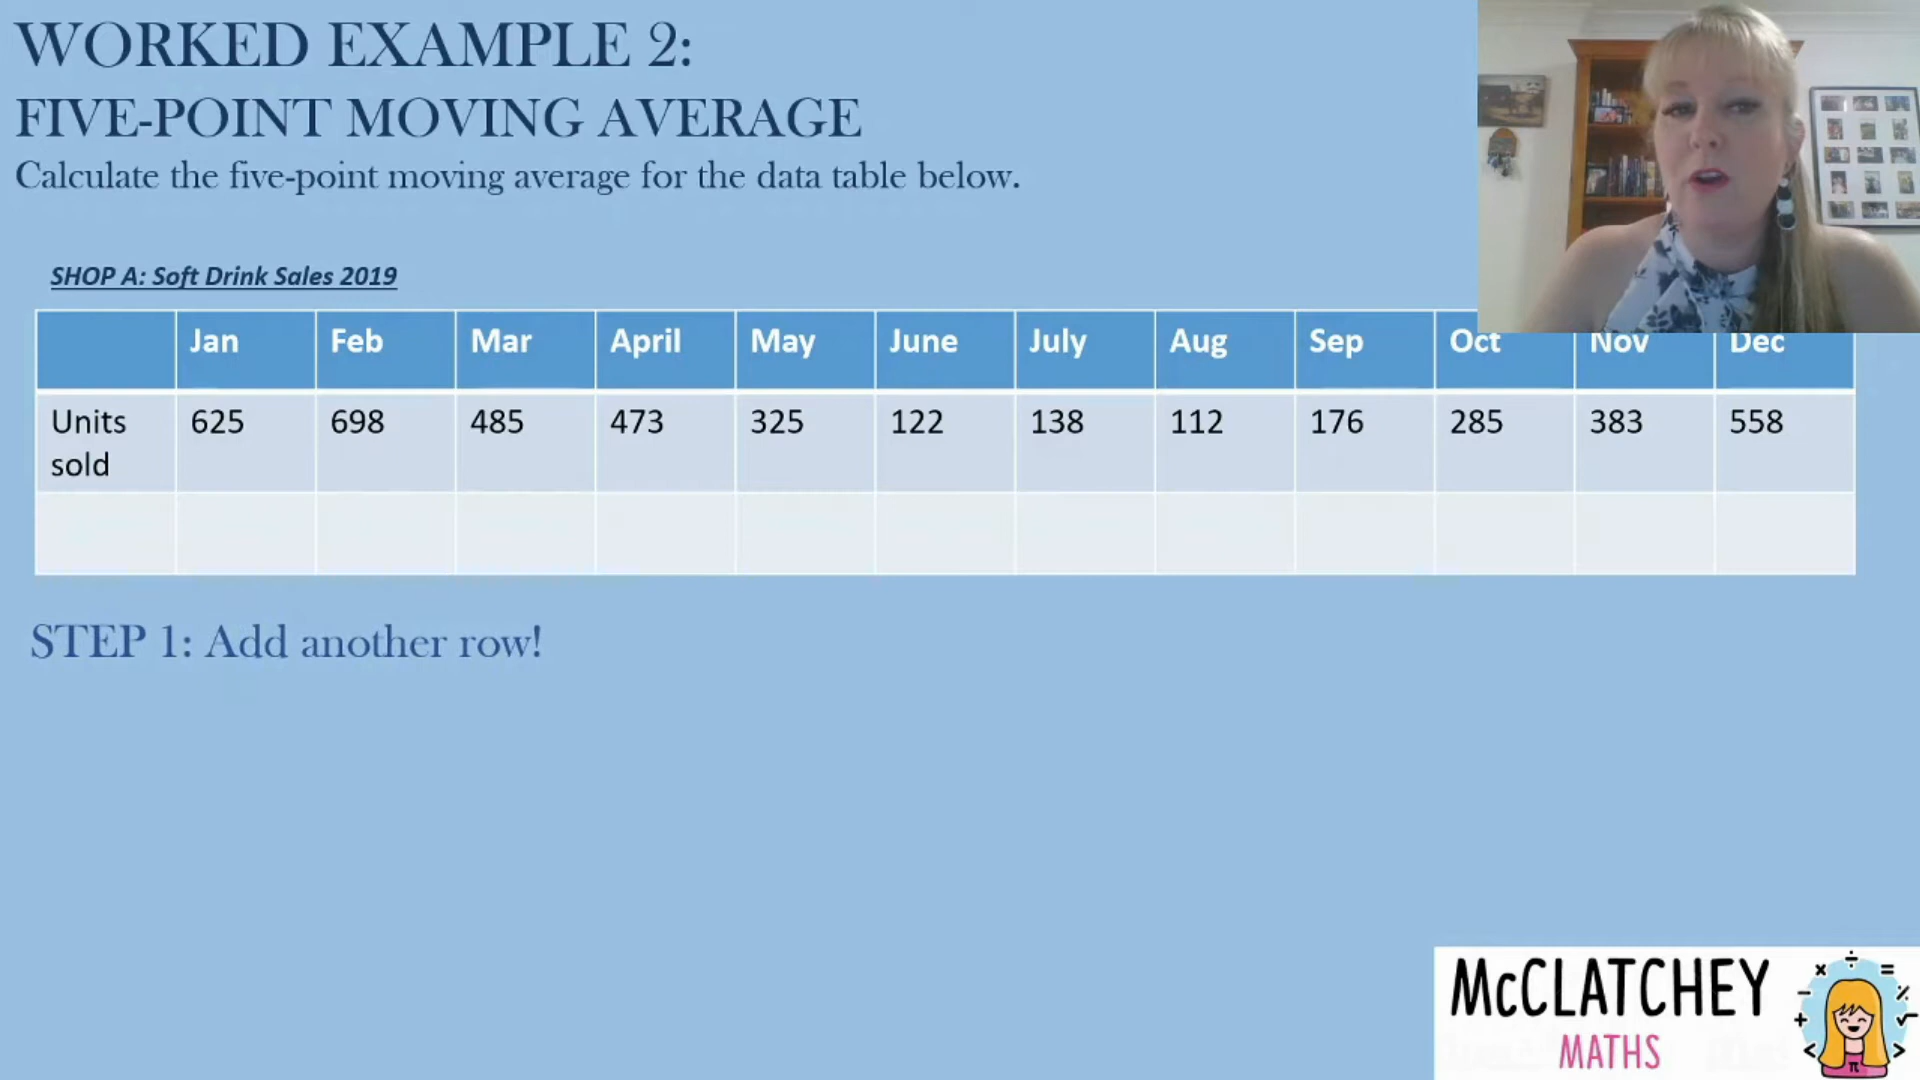 WORKED EXAMPLE 2:
FIVE-POINT MOVING AVERAGE
Calculate the five-point moving average for the data table below.
SHOP A: Soft Drink Sales 2019
Jan Feb Mar April May June July Aug Sep Oct Nov Dec
Units sold 625 698 485 473 325 122 138 112 176 285 383 558
STEP 1: Add another row!
McCLATCHEY
MATHS